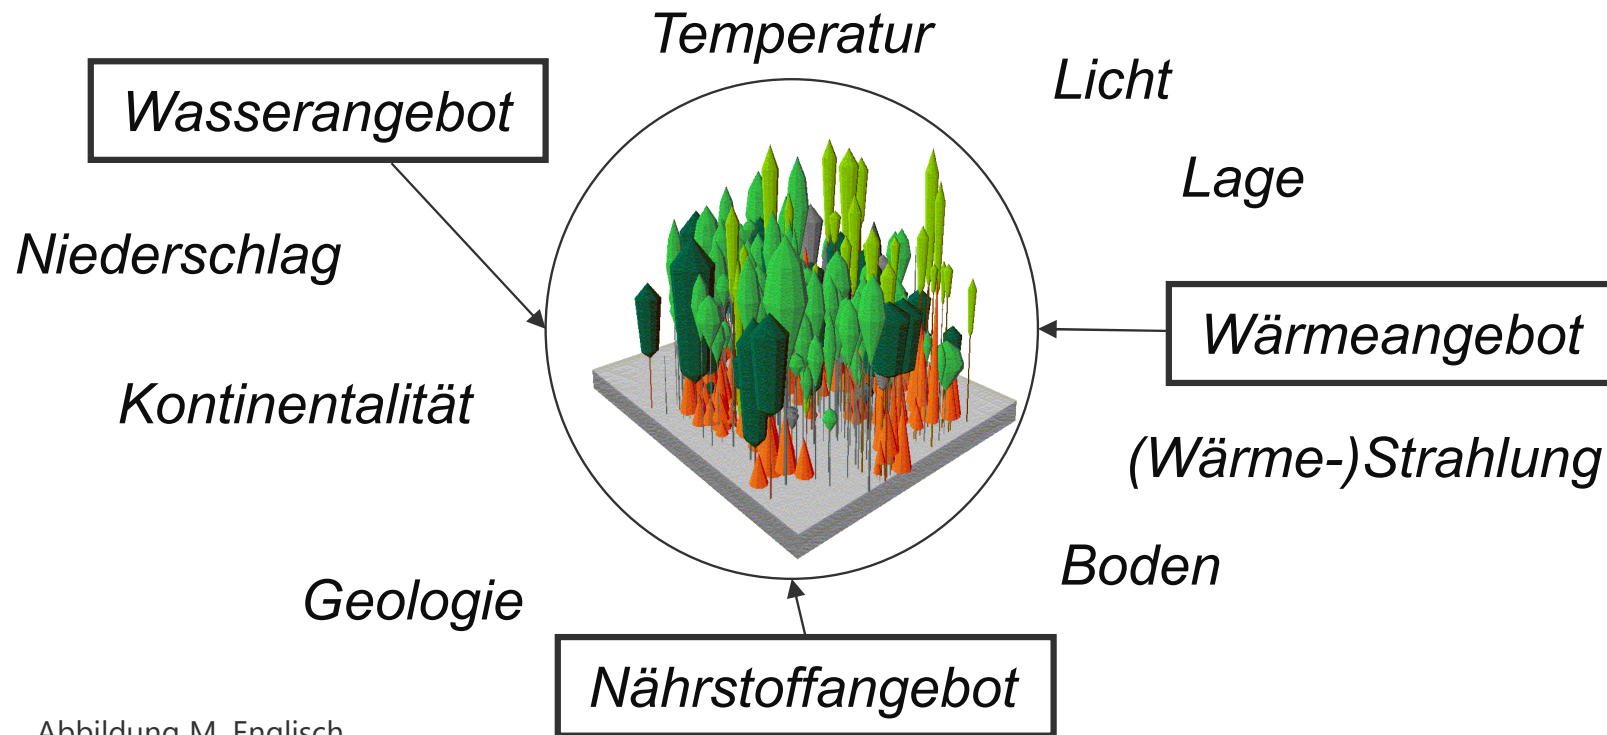 Temperatur
Licht
Wasserangebot
Lage
Niederschlag
Wärmeangebot
Kontinentalität
(Wärme-)Strahlung
Boden
Geologie
Nährstoffangebot
Abbildung M. Englisch